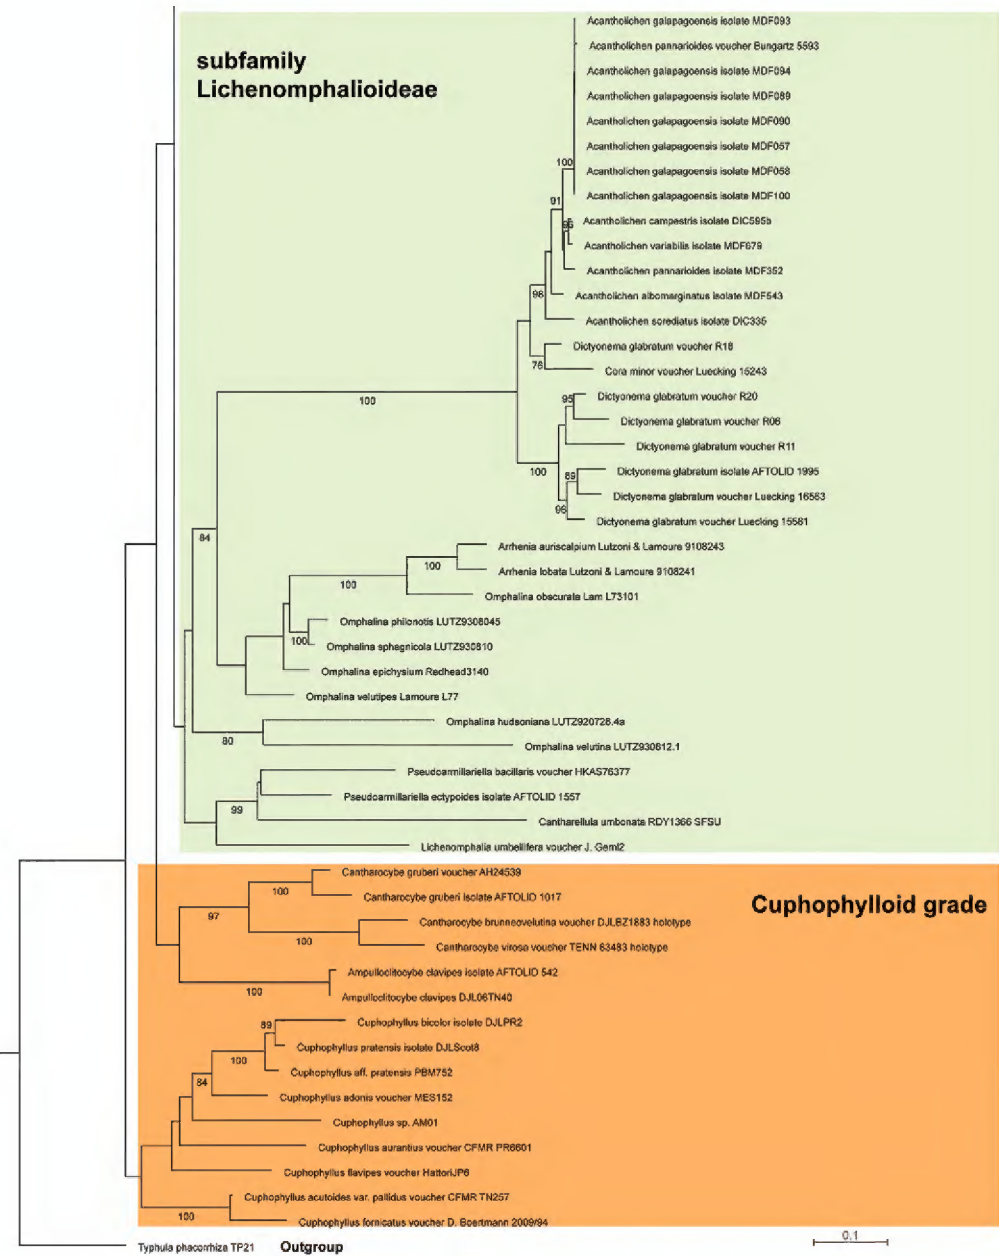 subfamily
Lichenomphalioideae
Acantholichen galapagoensis isolate MDF093
Acantholichen pannarioides voucher Bungartz 5593
Acantholichen galapagoensis isolate MDF094
Acantholichen galapagoensis isolate MDF089
Acantholichen galapagoensis isolate MDF090
Acantholichen galapagoensis isolate MDF057
Acantholichen galapagoensis isolate MDF058
100
Acantholichen galapagoensis isolate MDF100
91
Acantholichen campestris isolate DIC595b
Acantholichen variabilis isolate MDF679
Acantholichen pannarioides isolate MDF352
98
Acantholichen albomarginatus isolate MDF543
Acantholichen sorediatus isolate DIC335
Dictyonema glabratum voucher R18
76
Cora minor voucher Luecking 15243
100
95
Dictyonema glabratum voucher R20
Dictyonema glabratum voucher R06
Dictyonema glabratum voucher R11
100
89
Dictyonema glabratum isolate AFTOLID 1995
Dictyonema glabratum voucher Luecking 16563
96
Dictyonema glabratum voucher Luecking 15581
84
Arrhenia auriscalpium Lutzoni & Lamoure 9108243
100
100
Arrhenia lobata Lutzoni & Lamoure 9108241
Omphalina obscurata Lam L73101
Omphalina philonotis LUTZ9308045
100
Omphalina sphagnicola LUTZ930810
Omphalina epichysium Redhead3140
Omphalina velutipes Lamoure L77
Omphalina hudsoniana LUTZ920728.4a
80
Omphalina velutina LUTZ930812.1
Pseudoarmillariella bacillaris voucher HKAS76377
Pseudoarmillariella ectypoides isolate AFTOLID 1557
99
Cantharellula umbonata RDY1366 SFSU
Lichenomphalia umbellifera voucher J. Geml2
Cantharocybe gruberi voucher AH24539
100
Cantharocybe gruberi isolate AFTOLID 1017
Cuphophylloid grade
97
Cantharocybe brunneovelutina voucher DJLBZ1883 holotype
100
Cantharocybe virosa voucher TENN 63483 holotype
Ampulloclitocybe clavipes isolate AFTOLID 542
100
Ampulloclitocybe clavipes DJL06TN40
89
Cuphophyllus bicolor isolate DJLPR2
Cuphophyllus pratensis isolate DJLScot8
100
Cuphophyllus aff. pratensis PBM752
84
Cuphophyllus adonis voucher MES152
Cuphophyllus sp. AM01
Cuphophyllus aurantius voucher CFMR PR6601
Cuphophyllus flavipes voucher HattoriJP6
Cuphophyllus acutoides var. pallidus voucher CFMR TN257
100
Cuphophyllus fornicatus voucher D. Boertmann 2009/94
0.1
Typhula phacorrhiza TP21 Outgroup